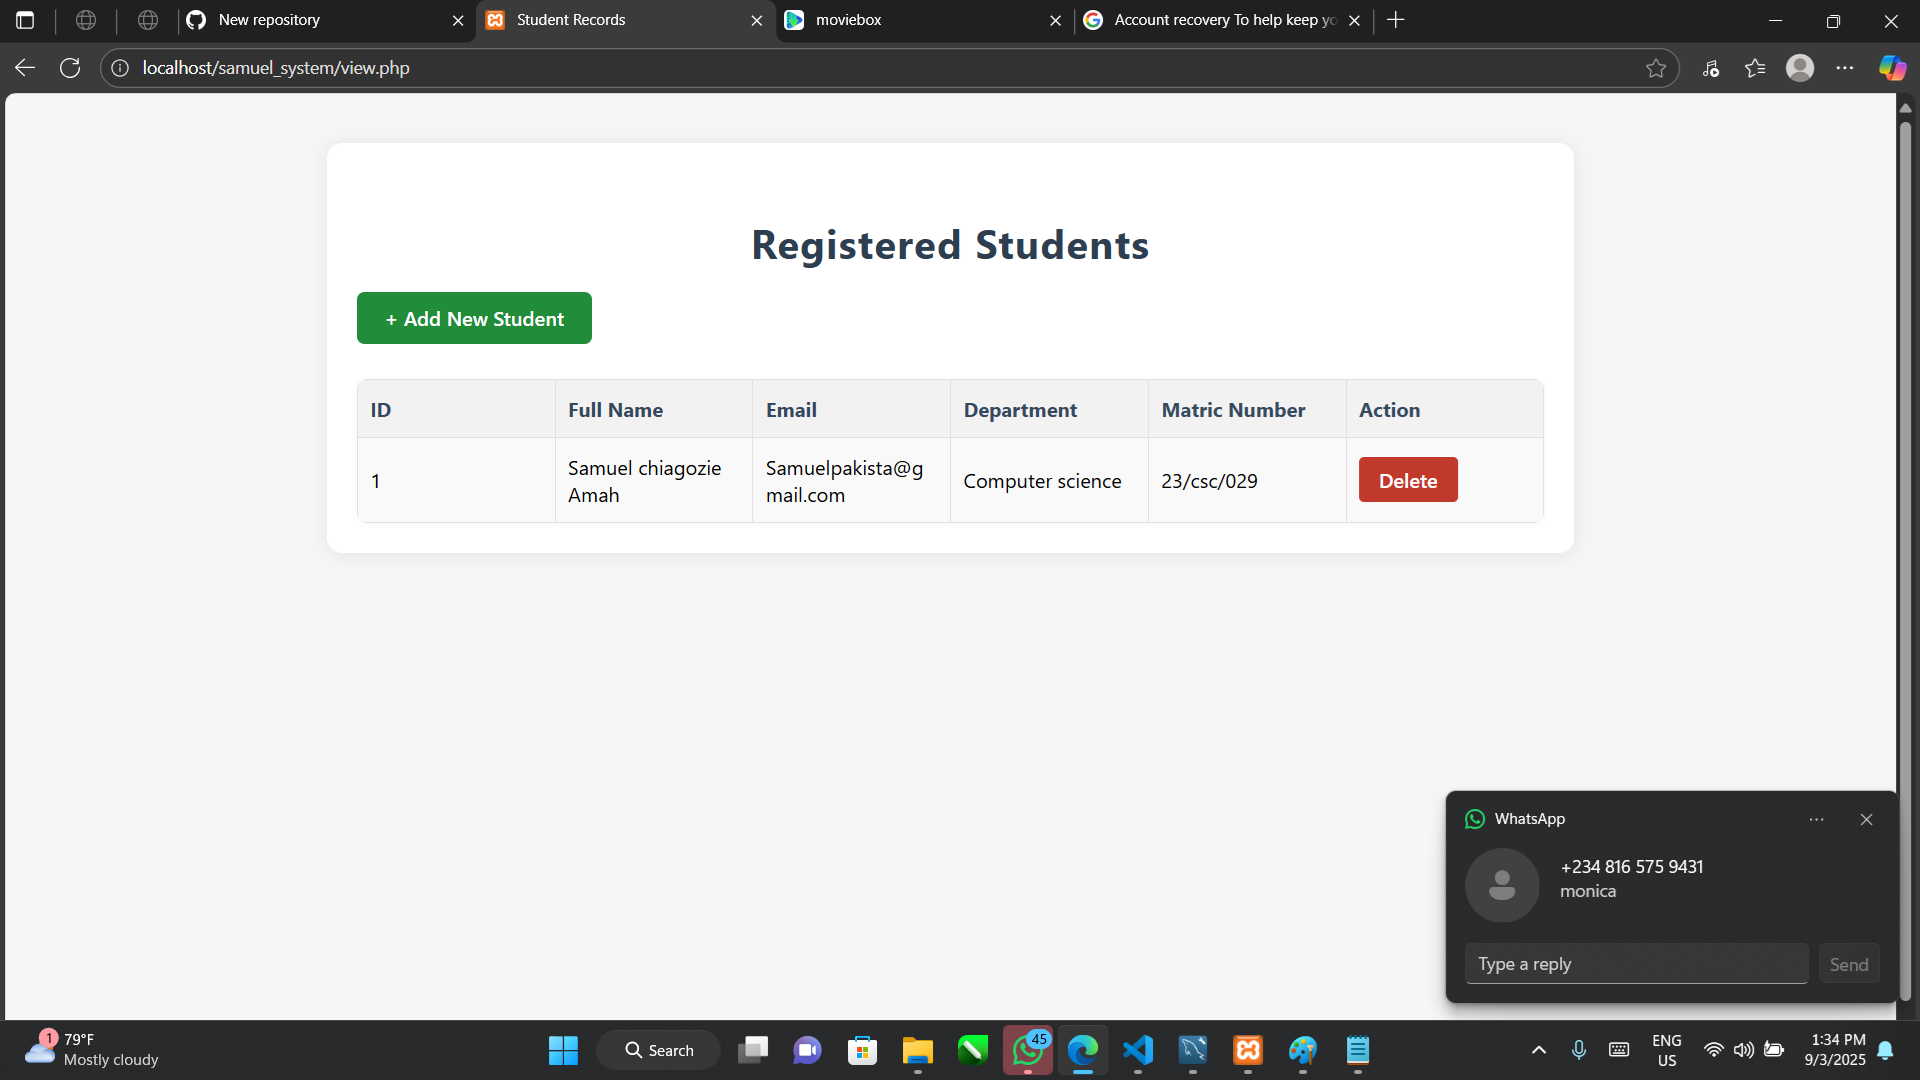 New repository
Student Records
moviebox
Account recovery To help keep yo
localhost/samuel_system/view.php
Registered Students
+ Add New Student
ID
Full Name
Email
Department
Matric Number
Action
1
Samuel chiagozie
Amah
Samuelpakista@g
mail.com
Computer science
23/csc/029
Delete
WhatsApp
+234 816 575 9431
monica
Type a reply
Send
1
79°F
Mostly cloudy
Search
45
ENG
US
1:34 PM
9/3/2025